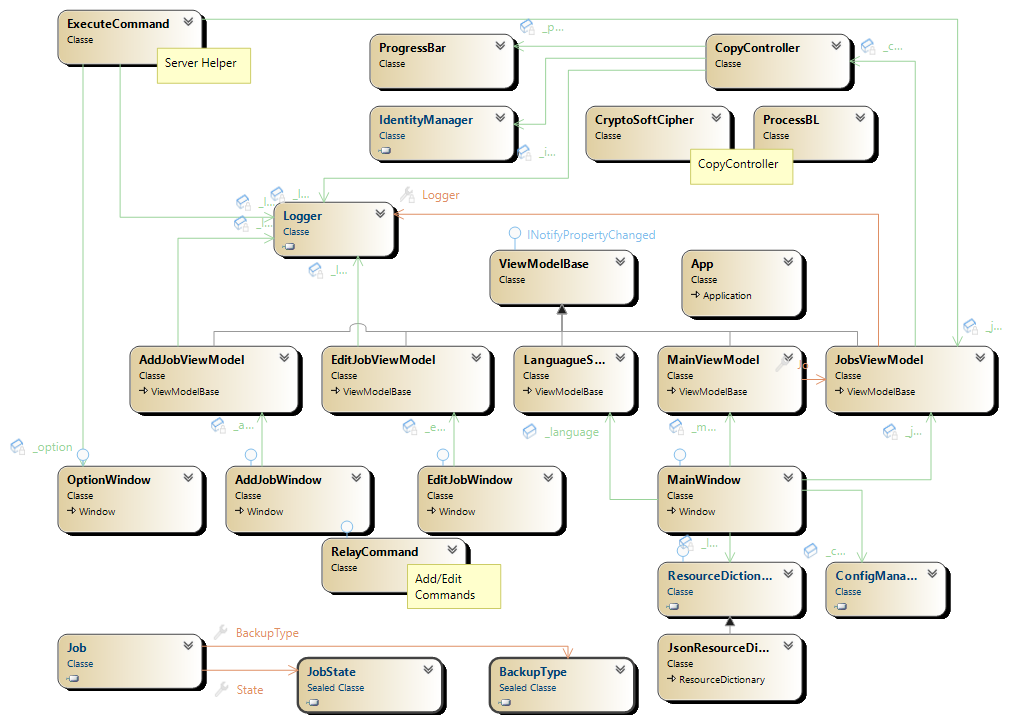 ExecuteCommand
Classe
Server Helper
_p...
ProgressBar
Classe
CopyController
Classe
_c...
IdentityManager
Classe
_i...
CryptoSoftCipher
Classe
ProcessBL
Classe
CopyController
_l...
_l...
_l...
Logger
Logger
Classe
_l...
INotifyPropertyChanged
ViewModelBase
Classe
App
Classe
Application
_j...
AddJobViewModel
Classe
ViewModelBase
EditJobViewModel
Classe
ViewModelBase
LanguagueS...
Classe
ViewModelBase
MainViewModel
Classe
ViewModelBase
JobsViewModel
Classe
ViewModelBase
_option
_a...
_e...
_language
_m...
_j...
OptionWindow
Classe
Window
AddJobWindow
Classe
Window
EditJobWindow
Classe
Window
MainWindow
Classe
Window
RelayCommand
Classe
Add/Edit
Commands
_l...
_c...
ResourceDiction...
Classe
ConfigMana...
Classe
Job
Classe
BackupType
State
JobState
Sealed Classe
BackupType
Sealed Classe
JsonResourceDi...
Classe
ResourceDictionary